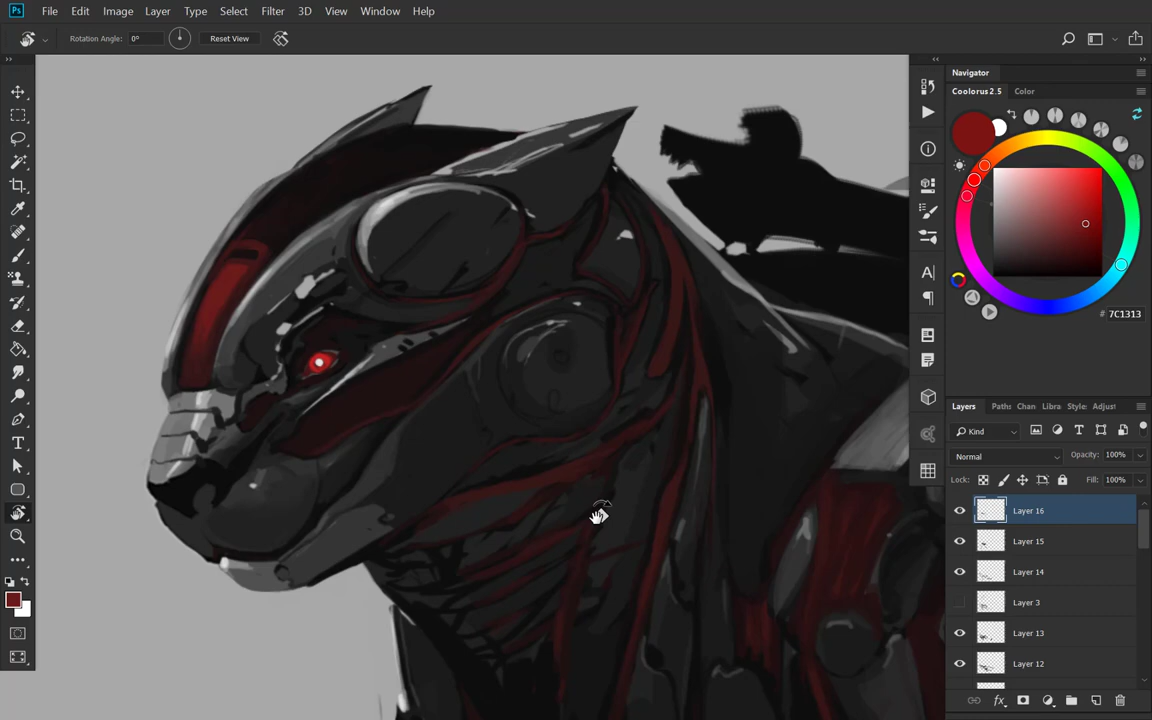 Ps File Edit Image Layer Type Select Filter 3D View Window Help
Rotation Angle: 0º Reset View
Navigator
Coolorus 2.5 Color
# 7C1313
Layers Paths Chan Libra Style: Adjust
Kind
Normal Opacity: 100%
Lock: Fill: 100%
Layer 16
Layer 15
Layer 14
Layer 3
Layer 13
Layer 12